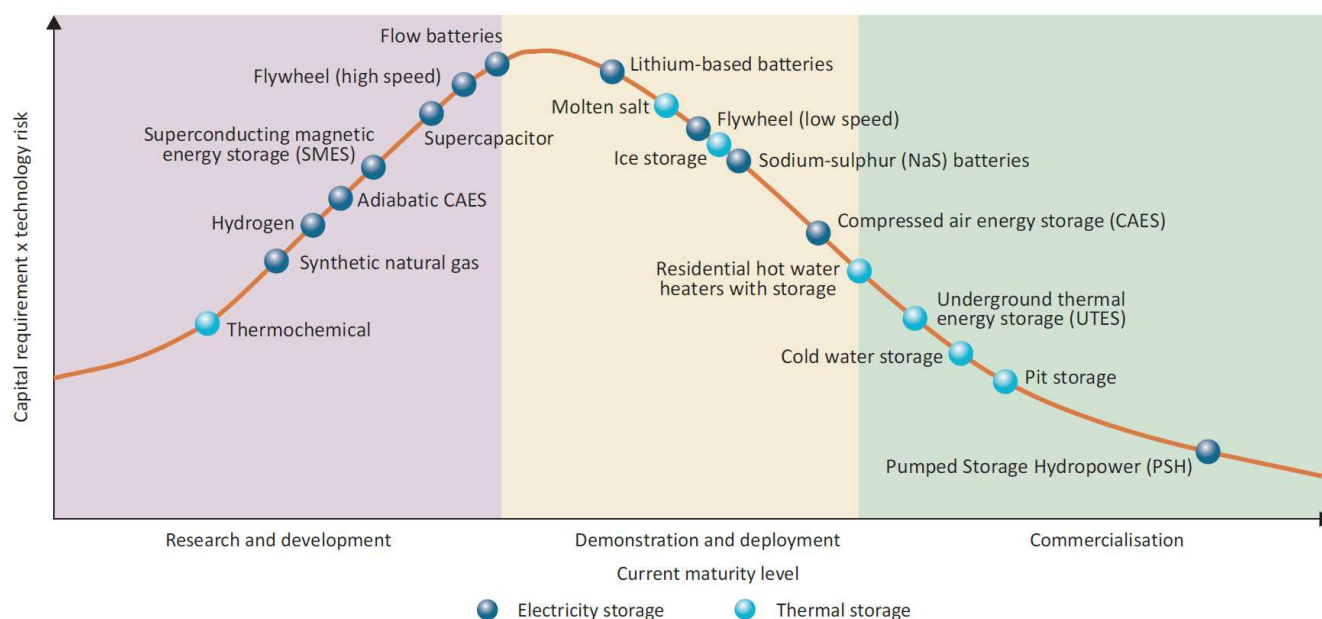 Capital requirement x technology risk
Flow batteries
Flywheel (high speed)
Supercapacitor
Superconducting magnetic
energy storage (SMES)
Adiabatic CAES
Hydrogen
Synthetic natural gas
Thermochemical
Lithium-based batteries
Molten salt
Flywheel (low speed)
Ice storage
Sodium-sulphur (NaS) batteries
Compressed air energy storage (CAES)
Residential hot water
heaters with storage
Underground thermal
energy storage (UTES)
Cold water storage
Pit storage
Pumped Storage Hydropower (PSH)
Research and development
Demonstration and deployment
Commercialisation
Current maturity level
Electricity storage
Thermal storage